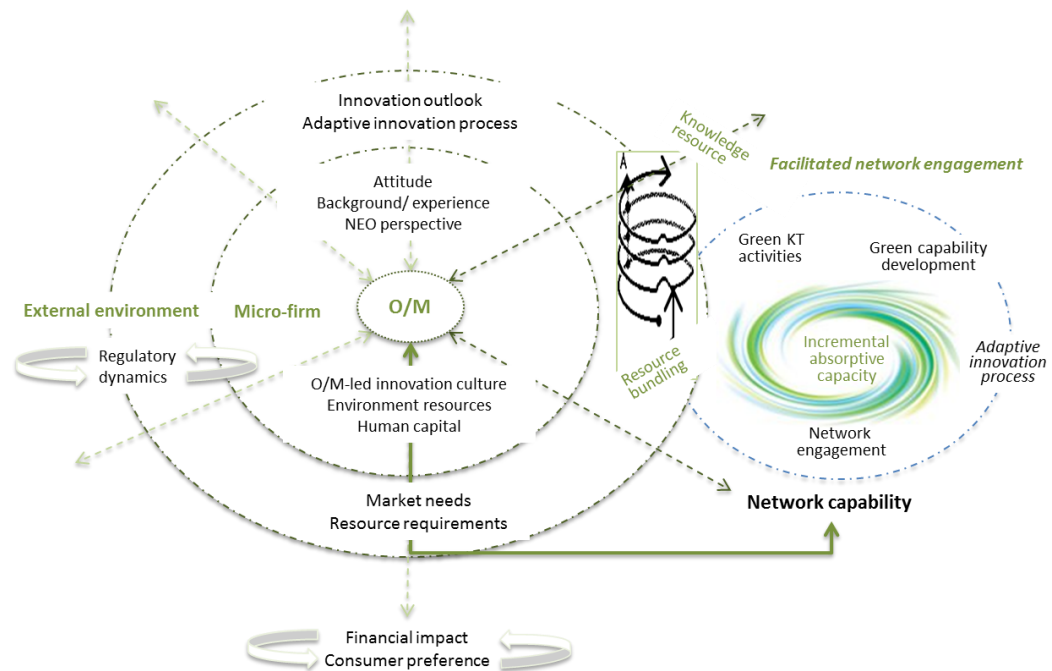 Innovation outlook
Adaptive innovation process
Knowledge
resource
Facilitated network engagement
A
Attitude
Background/ experience
NEO perspective
Green KT
activities
Green capability
development
External environment
Micro-firm
O/M
Regulatory
dynamics
Incremental
absorptive
capacity
Adaptive
innovation
process
Resource
bundling
O/M-led innovation culture
Environment resources
Human capital
Network
engagement
Market needs
Resource requirements
Network capability
Financial impact
Consumer preference